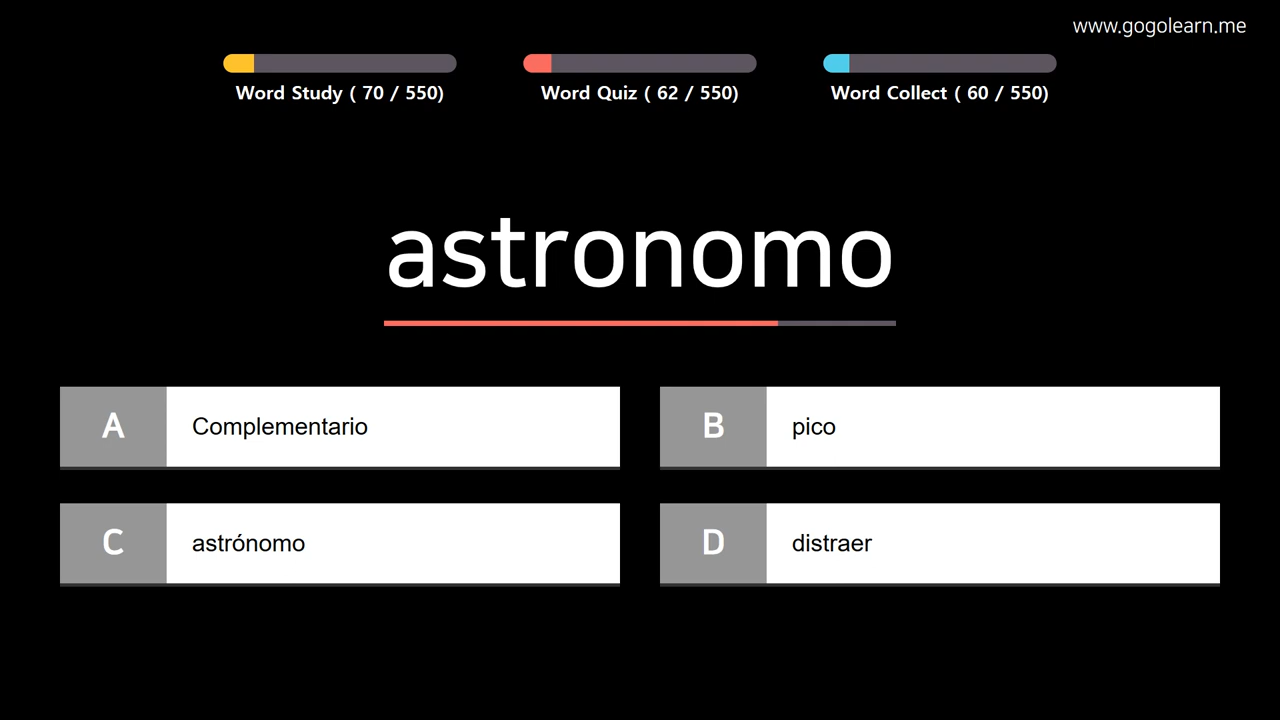 www.gogolearn.me
Word Study ( 70 / 550)
Word Quiz ( 62 / 550)
Word Collect ( 60 / 550)
astronomo
A Complementario
B pico
C astrónomo
D distraer